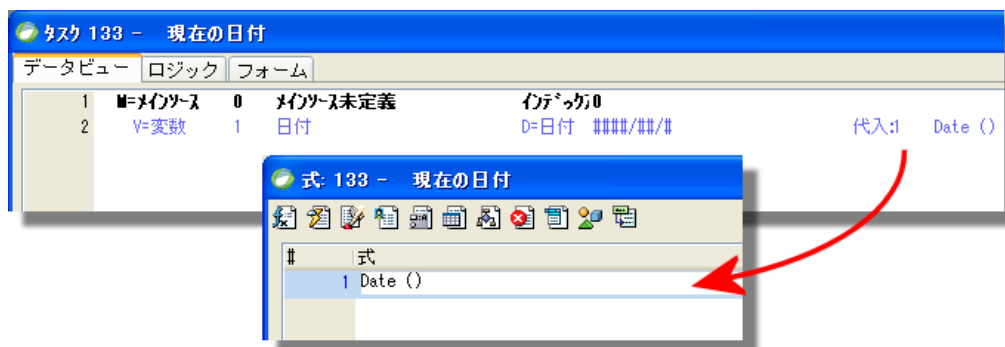 タスク 133 - 現在の日付
データビュー ロジック フォーム
1 M=メインソース 0 メインソース未定義 インデックス 0
2 V=変数 1 日付 D=日付 ####/##/# 代入:1 Date ()
式: 133 - 現在の日付
# 式
1 Date ()